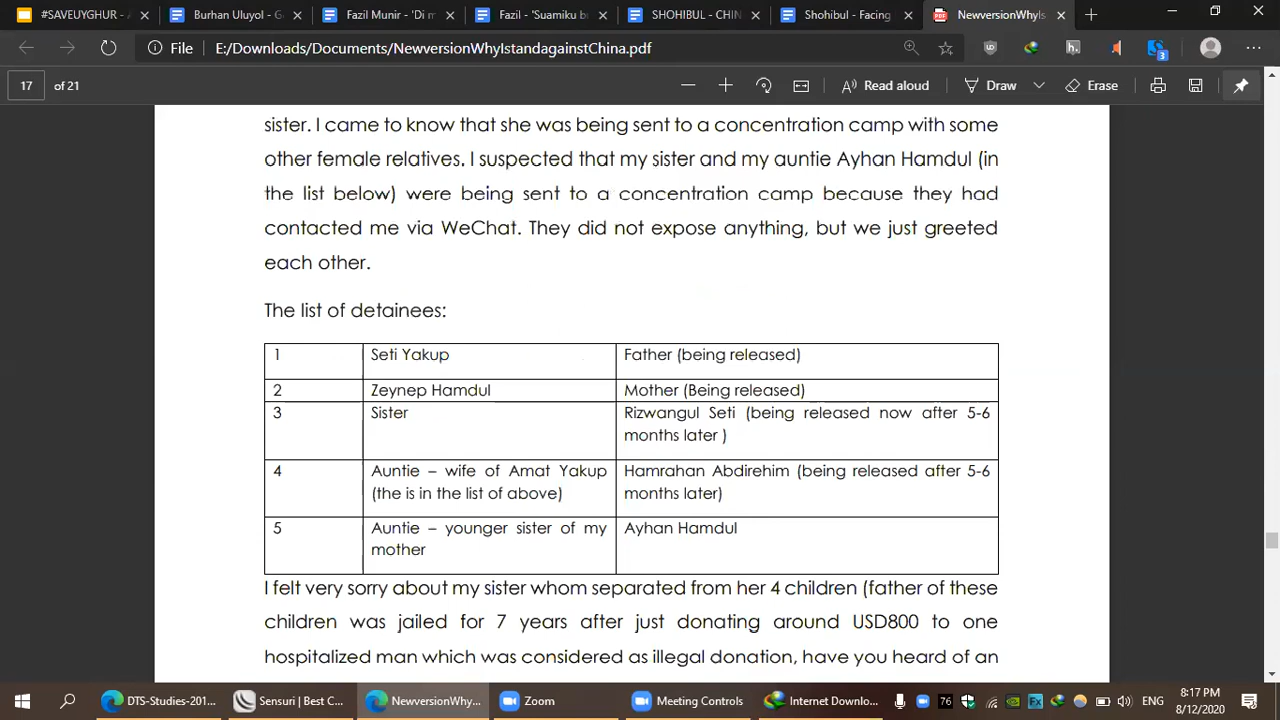 #SAVEUYGHUR - A
Burhan Uluyol - G
Fazil Munir - 'Di m
Fazil - 'Suamiku b
SHOHIBUL - CHIN
Shohibul - Facing
NewversionWhyIs
File E:/Downloads/Documents/NewversionWhyIstandagainstChina.pdf
17 of 21
Read aloud
Draw
Erase
sister. I came to know that she was being sent to a concentration camp with some
other female relatives. I suspected that my sister and my auntie Ayhan Hamdul (in
the list below) were being sent to a concentration camp because they had
contacted me via WeChat. They did not expose anything, but we just greeted
each other.
The list of detainees:
1 Seti Yakup Father (being released)
2 Zeynep Hamdul Mother (Being released)
3 Sister Rizwangul Seti (being released now after 5-6
months later )
4 Auntie – wife of Amat Yakup Hamrahan Abdirehim (being released after 5-6
(the is in the list of above) months later)
5 Auntie – younger sister of my Ayhan Hamdul
mother
I felt very sorry about my sister whom separated from her 4 children (father of these
children was jailed for 7 years after just donating around USD800 to one
hospitalized man which was considered as illegal donation, have you heard of an
DTS-Studies-201...
Sensuri | Best C...
NewversionWhy...
Zoom
Meeting Controls
Internet Downlo...
76
ENG
8:17 PM
8/12/2020